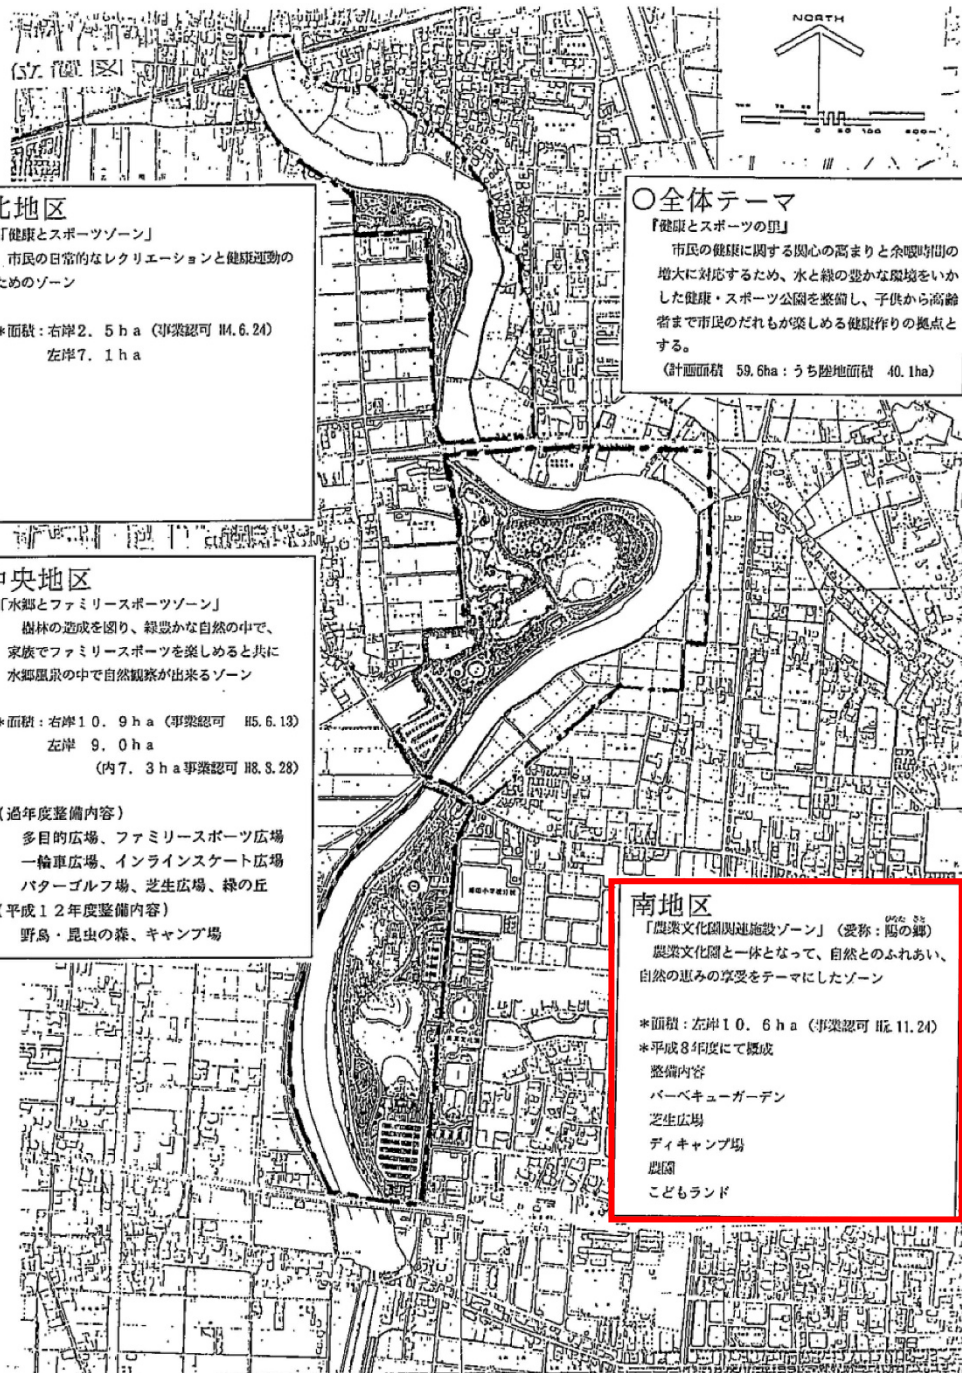 NORTH
北地区
「健康とスポーツゾーン」
市民の日常的なレクリエーションと健康運動の
ためのゾーン
*面積：右岸2．5ha（事業認可 H4.6.24）
左岸7．1ha
〇全体テーマ
『健康とスポーツの里』
市民の健康に関する関心の高まりと余暇時間の
増大に対応するため、水と緑の豊かな環境をいか
した健康・スポーツ公園を整備し、子供から高齢
者まで市民のだれもが楽しめる健康作りの拠点と
する。
（計画面積 59.6ha：うち陸地面積 40.1ha）
中央地区
「水郷とファミリースポーツゾーン」
樹林の造成を図り、緑豊かな自然の中で、
家族でファミリースポーツを楽しめると共に
水郷風景の中で自然観察が出来るゾーン
*面積：右岸10．9ha（事業認可 H5.6.13）
左岸 9．0ha
（内7．3ha事業認可 H8.8.28）
（過年度整備内容）
多目的広場、ファミリースポーツ広場
一輪車広場、インラインスケート広場
パターゴルフ場、芝生広場、緑の丘
（平成12年度整備内容）
野鳥・昆虫の森、キャンプ場
南地区
「農業文化園関連施設ゾーン」（愛称：陽の郷）
農業文化園と一体となって、自然とのふれあい、
自然の恵みの享受をテーマにしたゾーン
*面積：左岸10．6ha（事業認可 11.24）
*平成8年度にて概成
整備内容
バーベキューガーデン
芝生広場
ディキャンプ場
農園
こどもランド